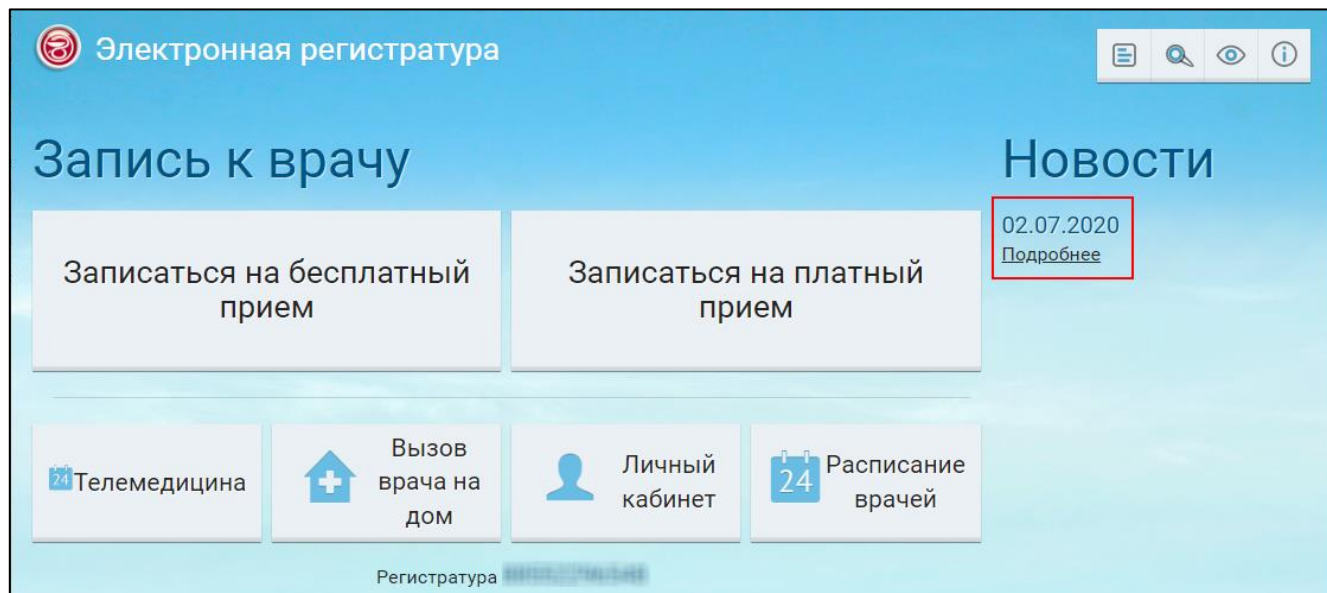 Электронная регистратура
Запись к врачу
Записаться на бесплатный
прием
Записаться на платный
прием
Новости
02.07.2020
Подробнее
24
Телемедицина
Вызов
врача на
дом
Личный
кабинет
24
Расписание
врачей
Регистратура